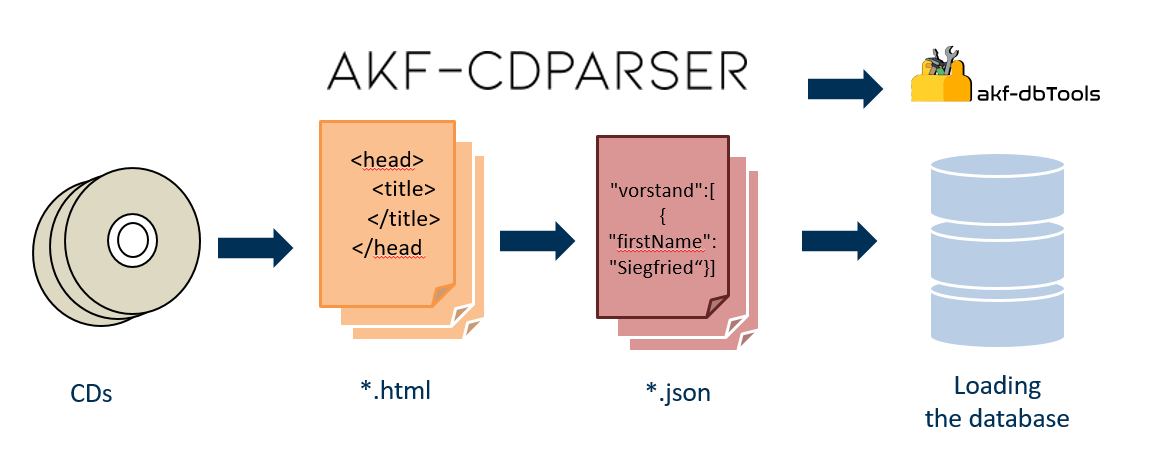 AKF-CDPARSER
akf-dbTools
<head>
<title>
</title>
</head
"vorstand":[
{
"firstName":
"Siegfried“}]
CDs
*.html
*.json
Loading
the database